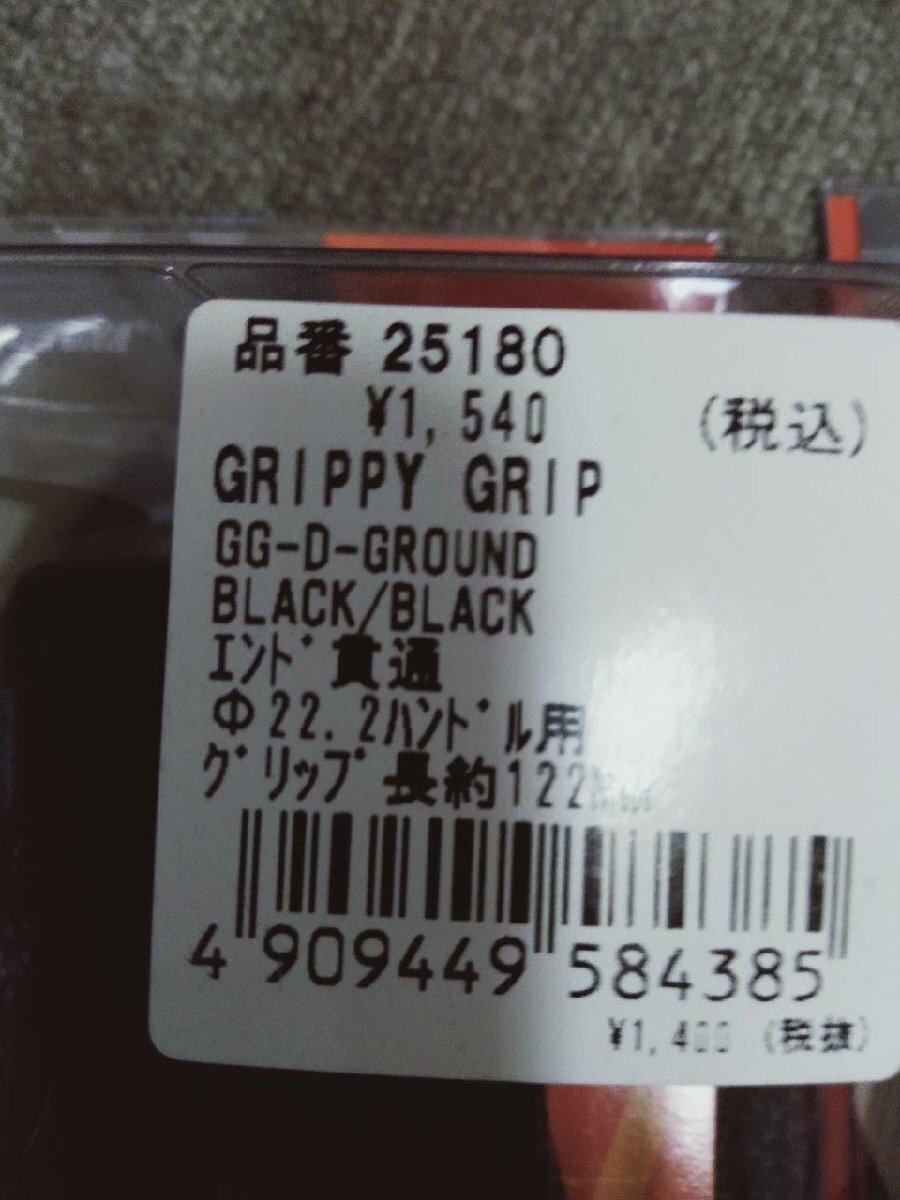 品番 25180
¥1,540 (税込)
GRIPPY GRIP
GG-D-GROUND
BLACK/BLACK
エンド貫通
Φ22.2ハンドル用
グリップ長約122mm
4 909449 584385
¥1,400 (税抜)